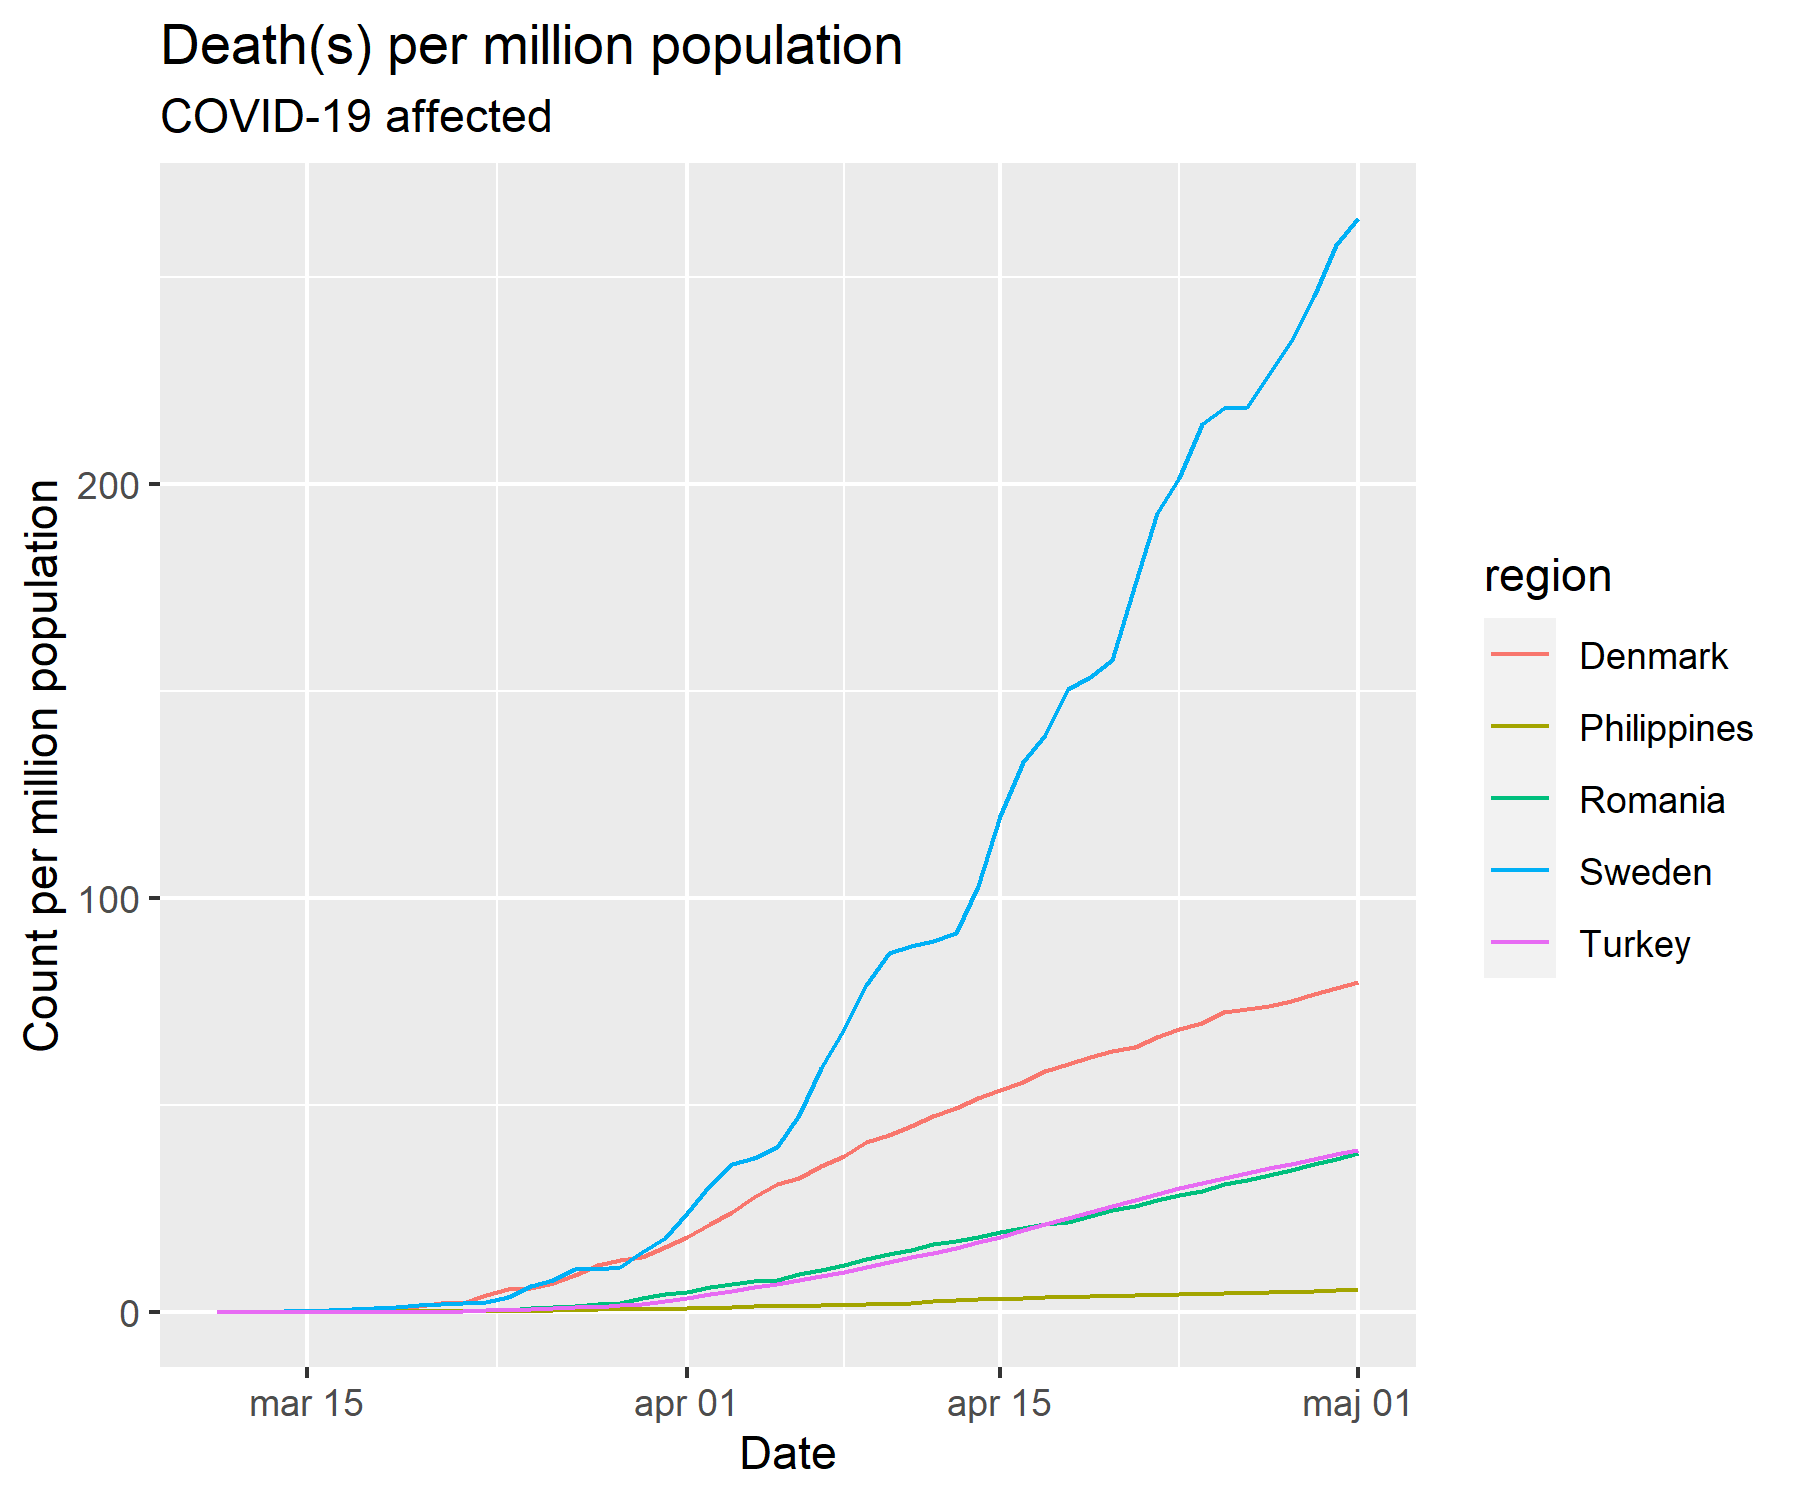 Death(s) per million population
COVID-19 affected
Count per million population
200
100
0
mar 15
apr 01
apr 15
maj 01
Date
region
Denmark
Philippines
Romania
Sweden
Turkey